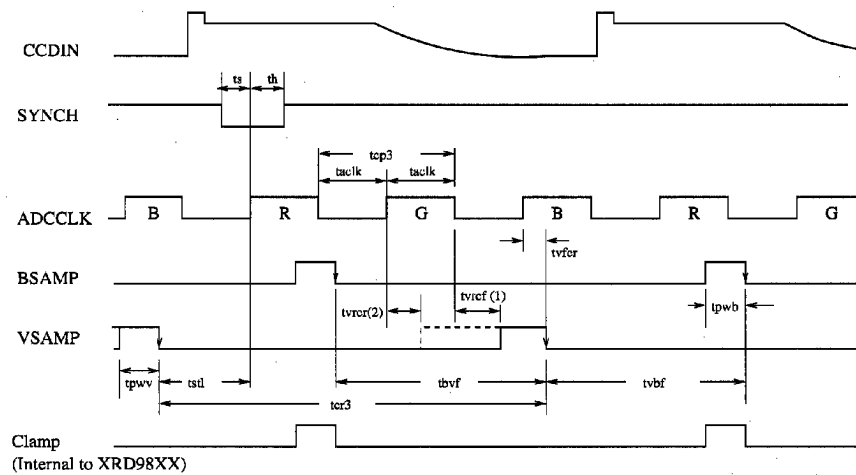 CCDIN
ts th
SYNCH
tcp3
taclk taclk
ADCCLK B R G B R G
tvfcr
BSAMP
tvrcr(2) tvrcf (1) tpwb
VSAMP
tpwv tstl tbvf tvbf
tcr3
Clamp
(Internal to XRD98XX)